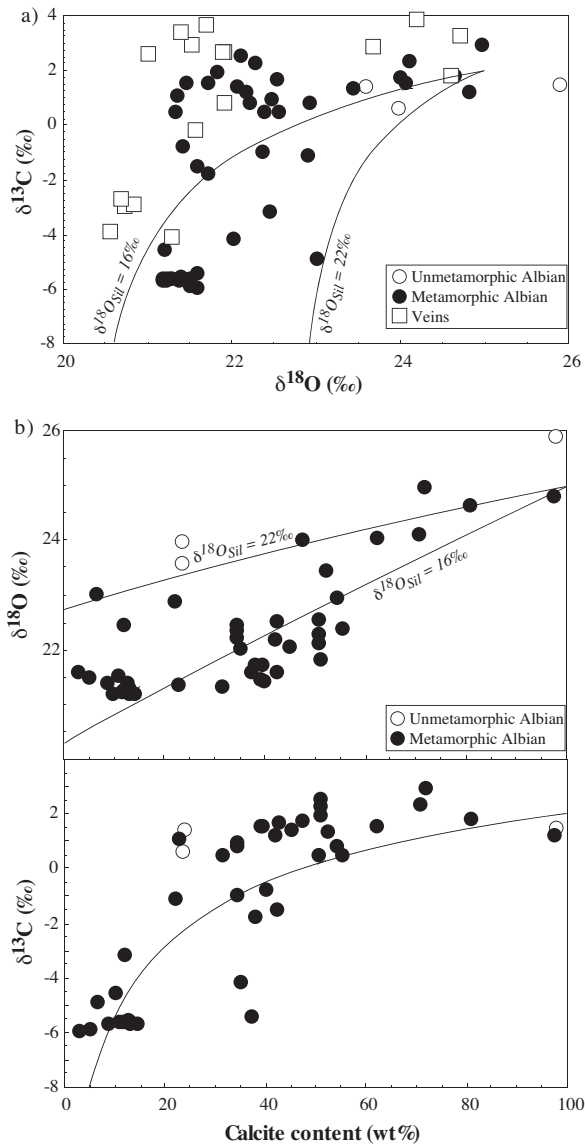 a)
4
2
0
-2
-4
-6
-8
δ13C (‰)
δ18OSil = 16‰
δ18OSil = 22‰
Unmetamorphic Albian
Metamorphic Albian
Veins
20
22
24
26
δ18O (‰)
b)
26
24
22
δ18O (‰)
δ18OSil = 22‰
δ18OSil = 16‰
Unmetamorphic Albian
Metamorphic Albian
2
0
-2
-4
-6
-8
δ13C (‰)
0
20
40
60
80
100
Calcite content (wt%)